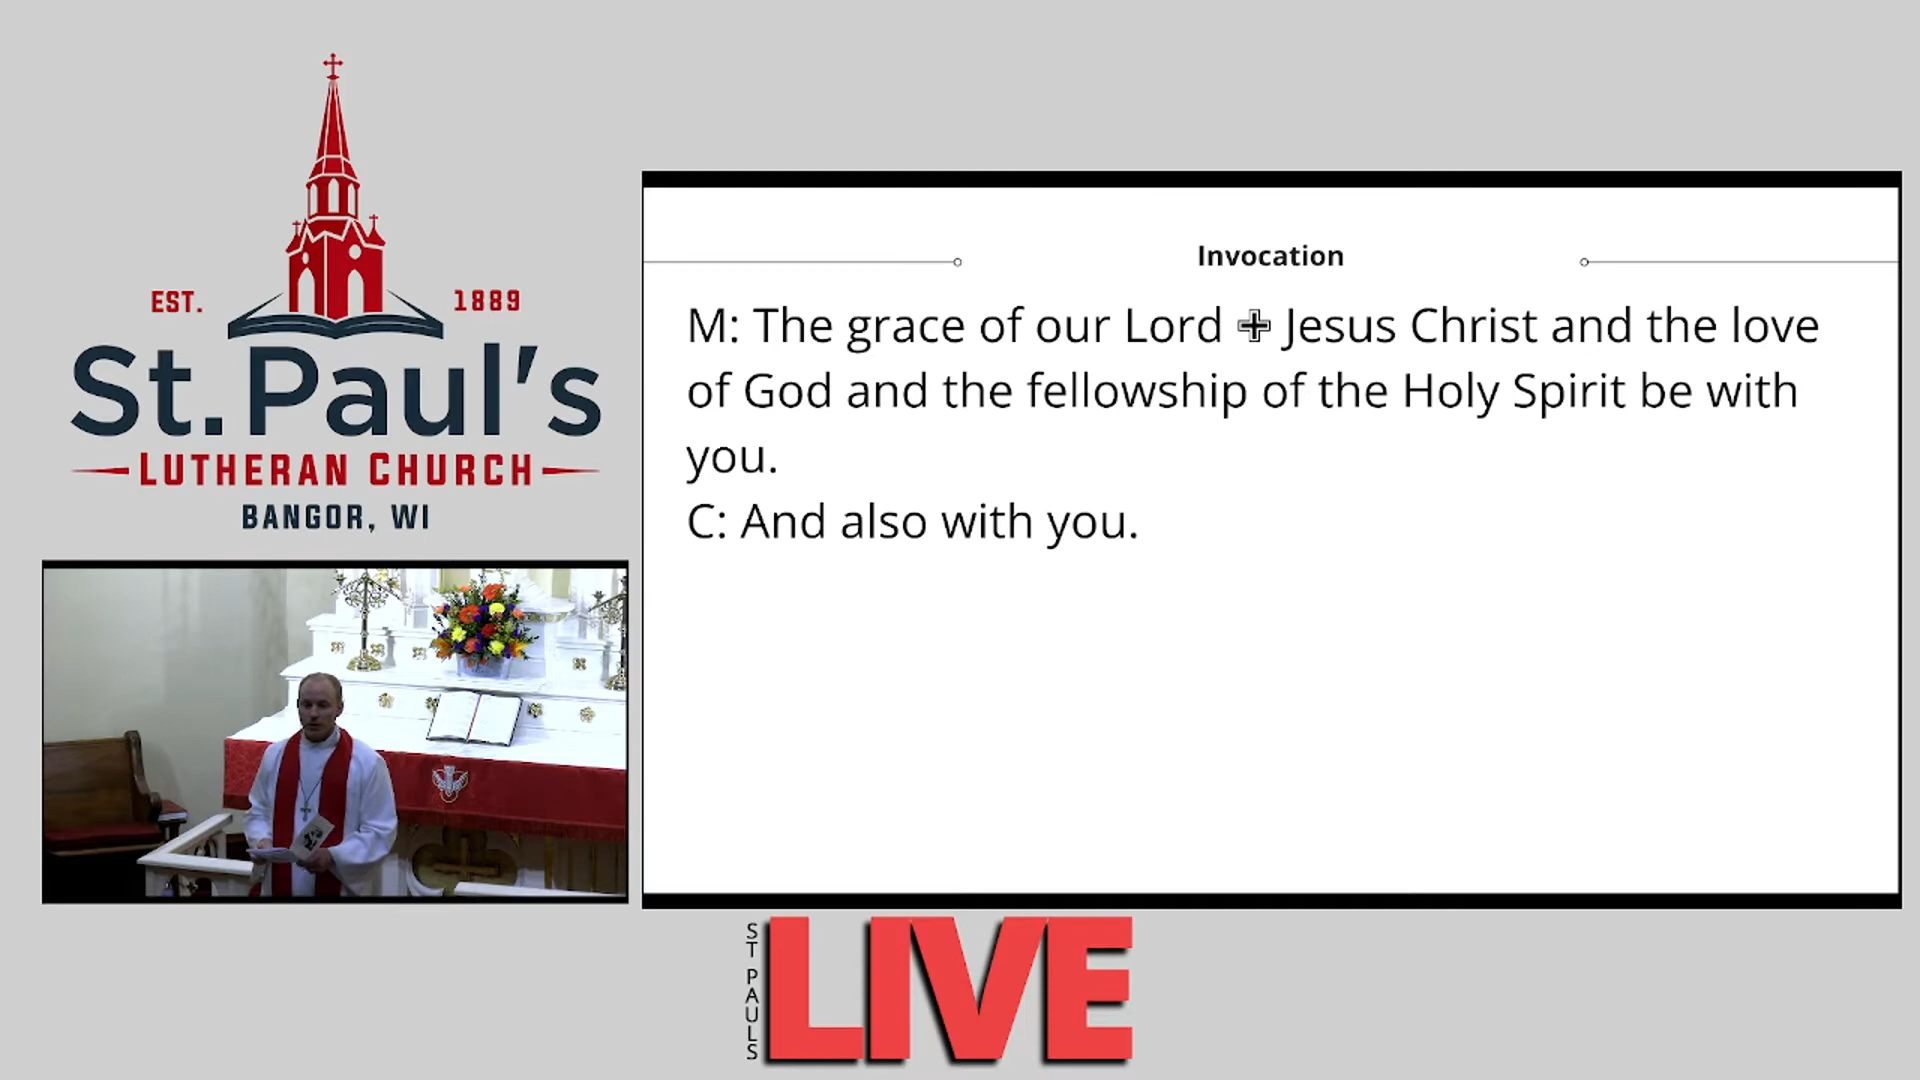 EST. 1889
St. Paul's
LUTHERAN CHURCH
BANGOR, WI
Invocation
M: The grace of our Lord ✙ Jesus Christ and the love
of God and the fellowship of the Holy Spirit be with
you.
C: And also with you.
ST PAULS
LIVE